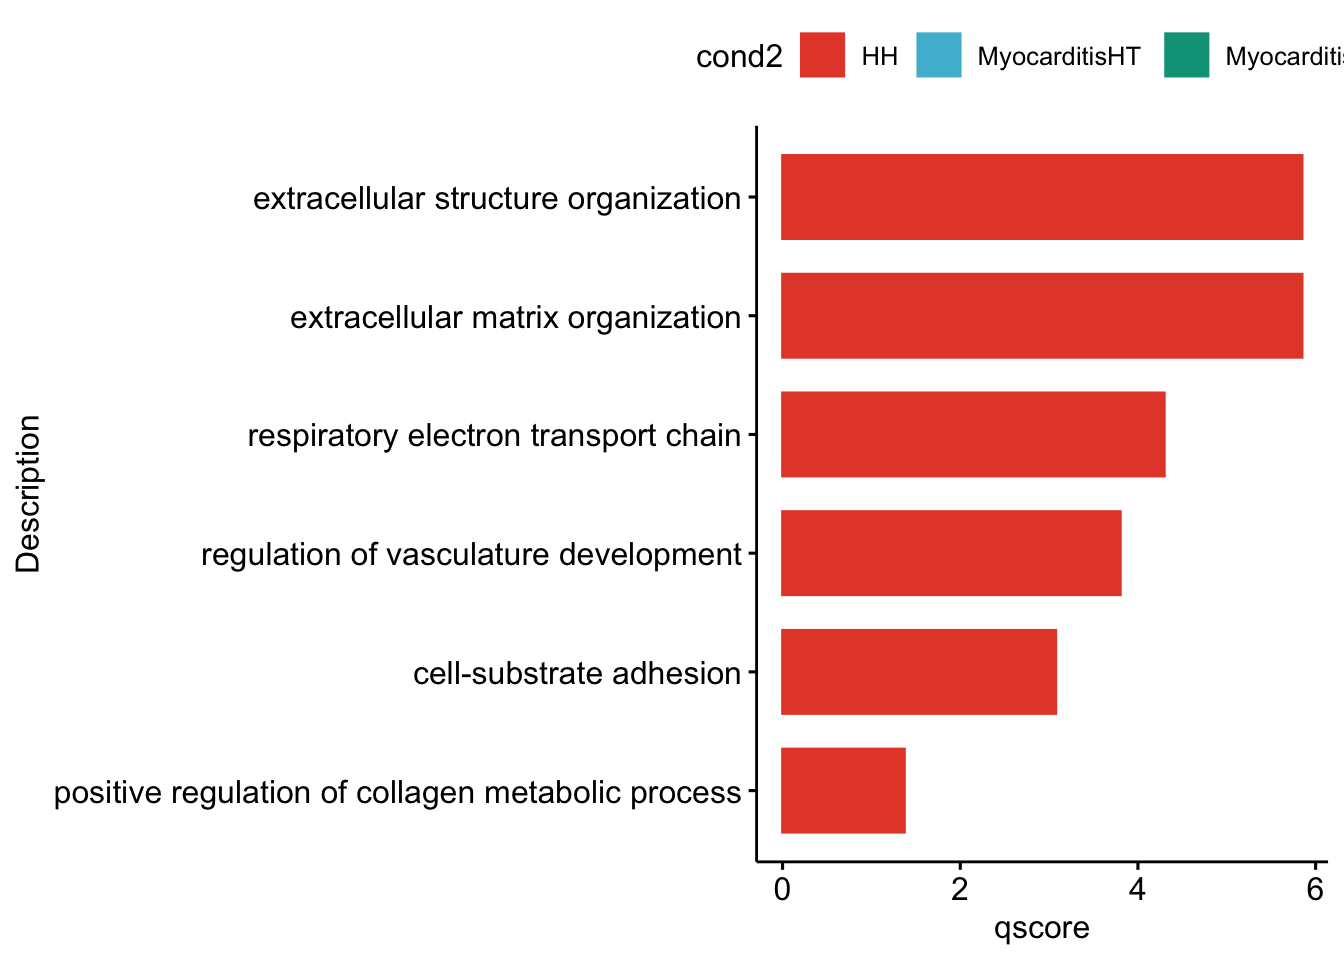 cond2 HH MyocarditisHT Myocarditis
extracellular structure organization
extracellular matrix organization
respiratory electron transport chain
regulation of vasculature development
cell-substrate adhesion
positive regulation of collagen metabolic process
Description
0 2 4 6
qscore